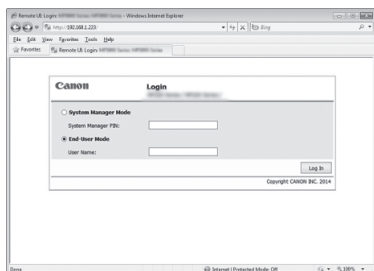 Remote UI: Login: - Windows Internet Explorer
http://192.168.1.223/
Bing
File Edit View Favorites Tools Help
Favorites Remote UI: Login:
Canon
Login
System Manager Mode
System Manager PIN:
End-User Mode
User Name:
Log In
Copyright CANON INC. 2014
Done
Internet | Protected Mode: Off
100%